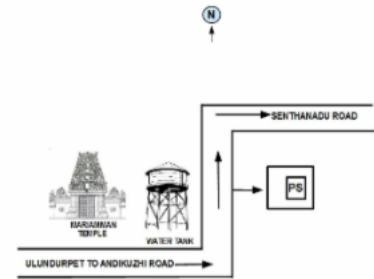 N
SENTHANADU ROAD
PS
MARIAMMAN
TEMPLE
WATER TANK
ULUNDURPET TO ANDIKUZHI ROAD